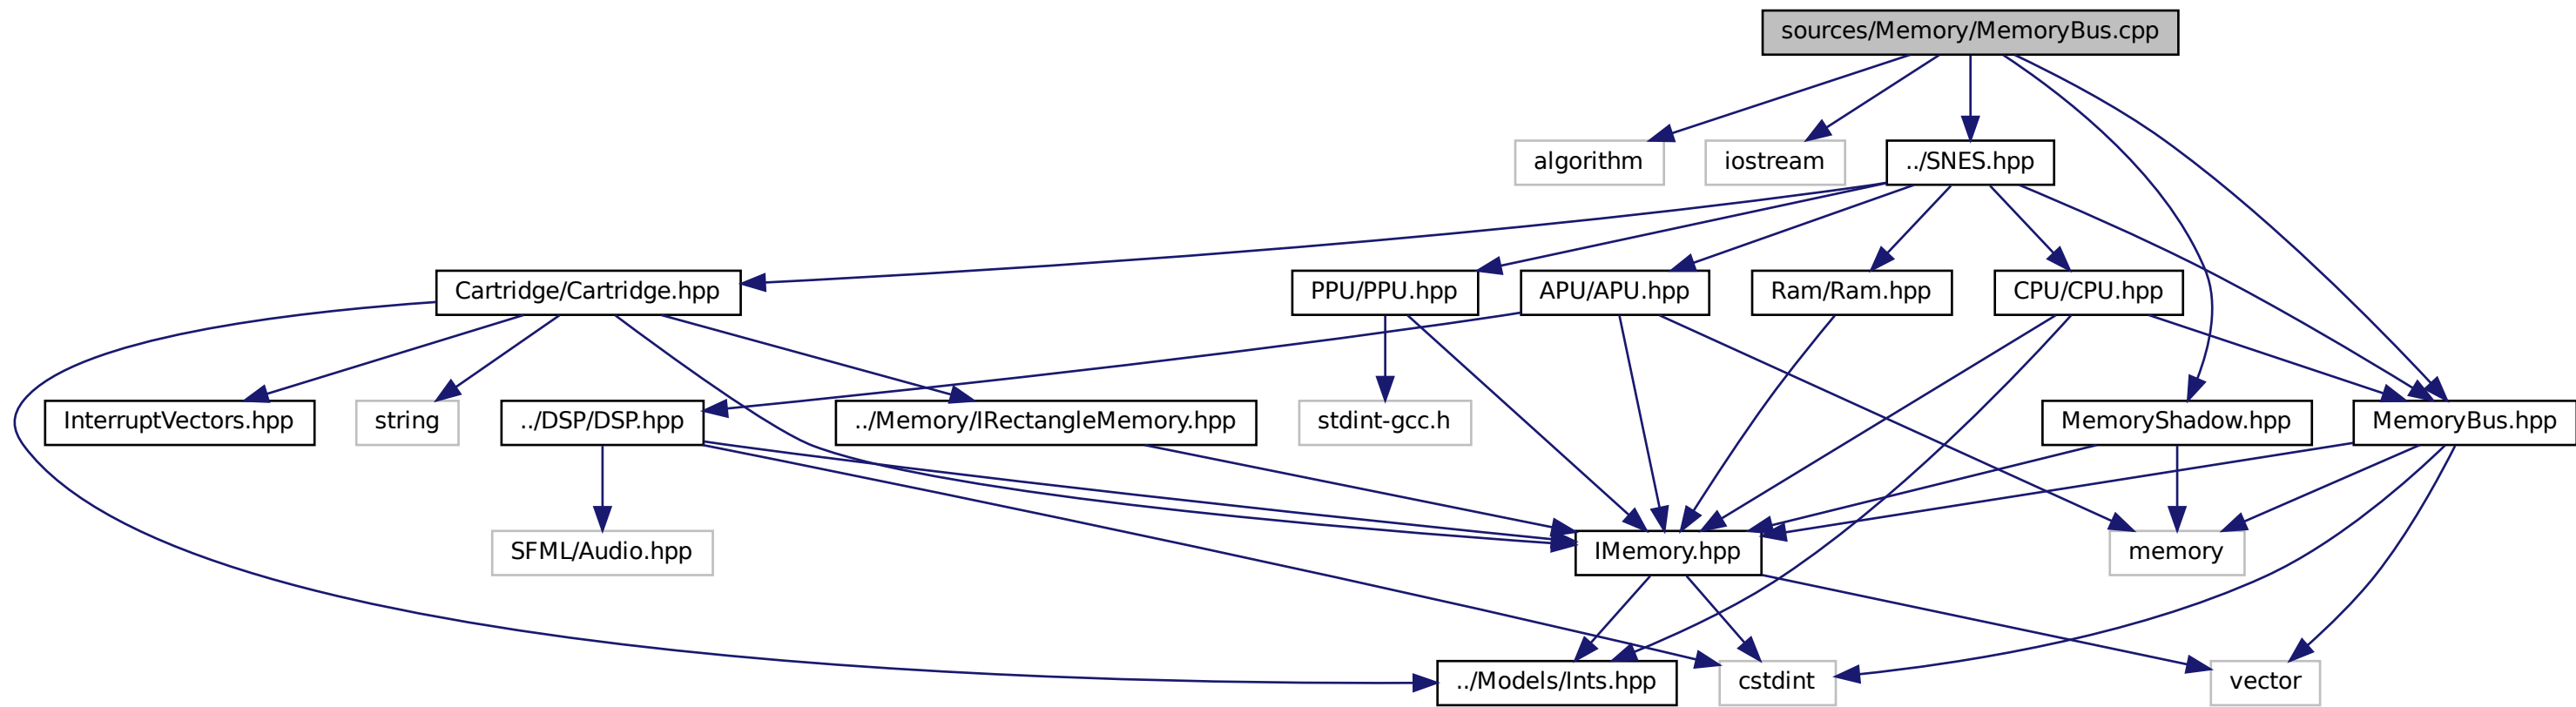 sources/Memory/MemoryBus.cpp
algorithm
iostream
../SNES.hpp
Cartridge/Cartridge.hpp
PPU/PPU.hpp
APU/APU.hpp
Ram/Ram.hpp
CPU/CPU.hpp
InterruptVectors.hpp
string
../DSP/DSP.hpp
../Memory/IRectangleMemory.hpp
stdint-gcc.h
MemoryShadow.hpp
MemoryBus.hpp
SFML/Audio.hpp
IMemory.hpp
memory
../Models/Ints.hpp
cstdint
vector